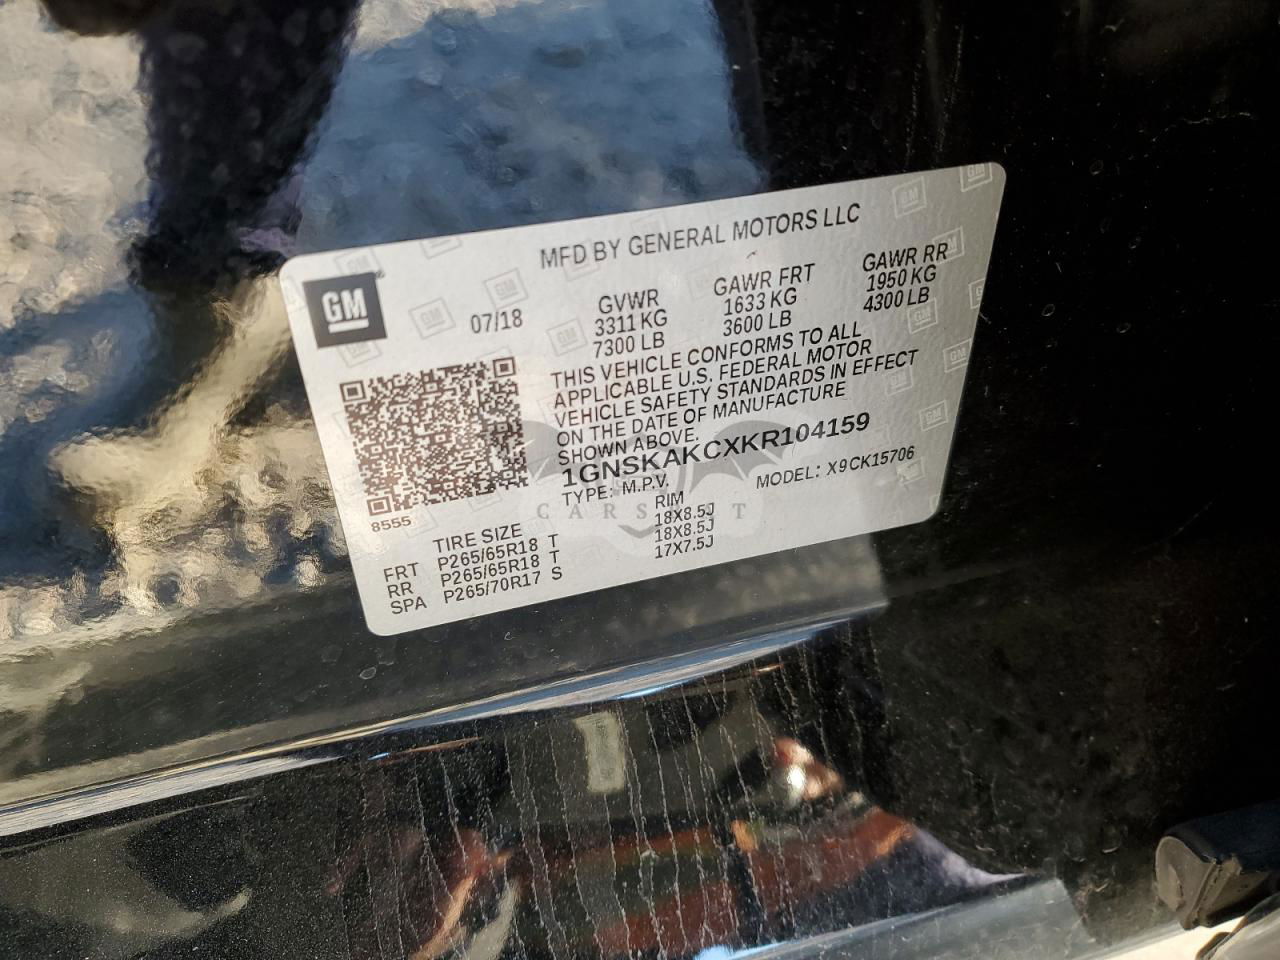 MFD BY GENERAL MOTORS LLC
GM
07/18
GVWR GAWR FRT GAWR RR
3311 KG 1633 KG 1950 KG
7300 LB 3600 LB 4300 LB
THIS VEHICLE CONFORMS TO ALL
APPLICABLE U.S. FEDERAL MOTOR
VEHICLE SAFETY STANDARDS IN EFFECT
ON THE DATE OF MANUFACTURE
SHOWN ABOVE.
1GNSKAKCXKR104159
TYPE: M.P.V. MODEL: X9CK15706
8555
TIRE SIZE RIM
FRT P265/65R18 T 18X8.5J
RR P265/65R18 T 18X8.5J
SPA P265/70R17 S 17X7.5J